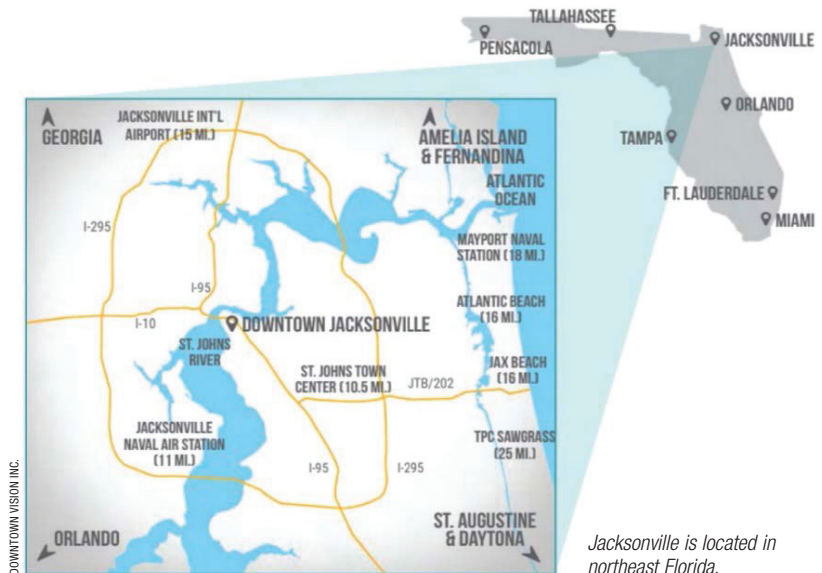 TALLAHASSEE
PENSACOLA
JACKSONVILLE
ORLANDO
TAMPA
FT. LAUDERDALE
MIAMI
GEORGIA
JACKSONVILLE INT'L
AIRPORT (15 MI.)
AMELIA ISLAND
& FERNANDINA
ATLANTIC
OCEAN
I-295
MAYPORT NAVAL
STATION (18 MI.)
I-95
ATLANTIC BEACH
(16 MI.)
I-10
DOWNTOWN JACKSONVILLE
ST. JOHNS
RIVER
ST. JOHNS TOWN
CENTER (10.5 MI.)
JTB/202
JAX BEACH
(16 MI.)
JACKSONVILLE
NAVAL AIR STATION
(11 MI.)
TPC SAWGRASS
(25 MI.)
I-95
I-295
ORLANDO
ST. AUGUSTINE
& DAYTONA
DOWNTOWN VISION INC.
Jacksonville is located in
northeast Florida.